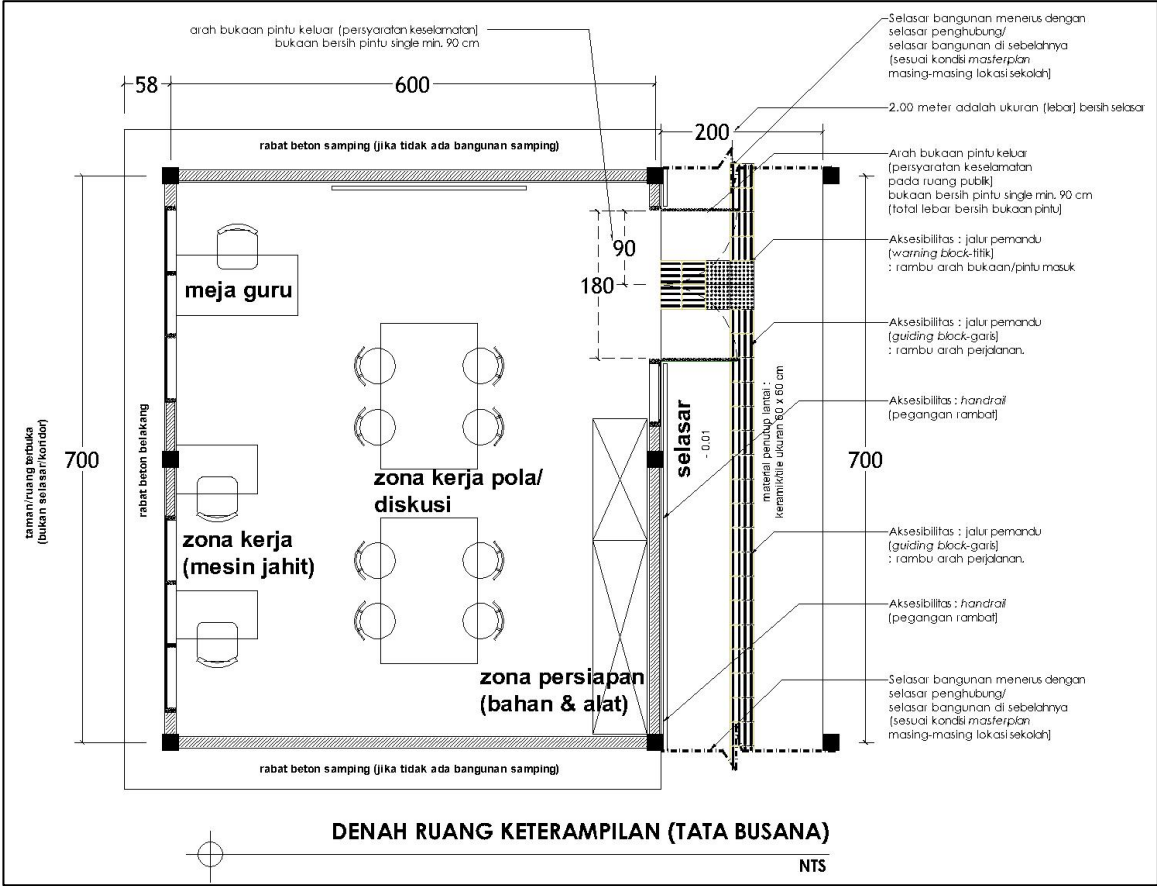 arah bukaan pintu keluar (persyaratan keselamatan)
bukaan bersih pintu single min. 90 cm
Selasar bangunan menerus dengan
selasar penghubung/
selasar bangunan di sebelahnya
(sesuai kondisi masterplan
masing-masing lokasi sekolah)
58
600
2.00 meter adalah ukuran (lebar) bersih selasar
200
rabat beton samping (jika tidak ada bangunan samping)
Arah bukaan pintu keluar
(persyaratan keselamatan
pada ruang publik)
bukaan bersih pintu single min. 90 cm
(total lebar bersih bukaan pintu)
90
180
Aksesibilitas : jalur pemandu
(warning block-titik)
: rambu arah bukaan/pintu masuk
meja guru
Aksesibilitas : jalur pemandu
(guiding block-garis)
: rambu arah perjalanan.
Aksesibilitas : handrail
(pegangan rambat)
taman/ruang terbuka
(bukan selasar/koridor)
700
rabat beton belakang
zona kerja pola/
diskusi
selasar
- 0.01
material penutup lantai :
keramik/tile ukuran 60 x 60 cm
700
zona kerja
(mesin jahit)
Aksesibilitas : jalur pemandu
(guiding block-garis)
: rambu arah perjalanan.
Aksesibilitas : handrail
(pegangan rambat)
zona persiapan
(bahan & alat)
Selasar bangunan menerus dengan
selasar penghubung/
selasar bangunan di sebelahnya
(sesuai kondisi masterplan
masing-masing lokasi sekolah)
rabat beton samping (jika tidak ada bangunan samping)
DENAH RUANG KETERAMPILAN (TATA BUSANA)
NTS